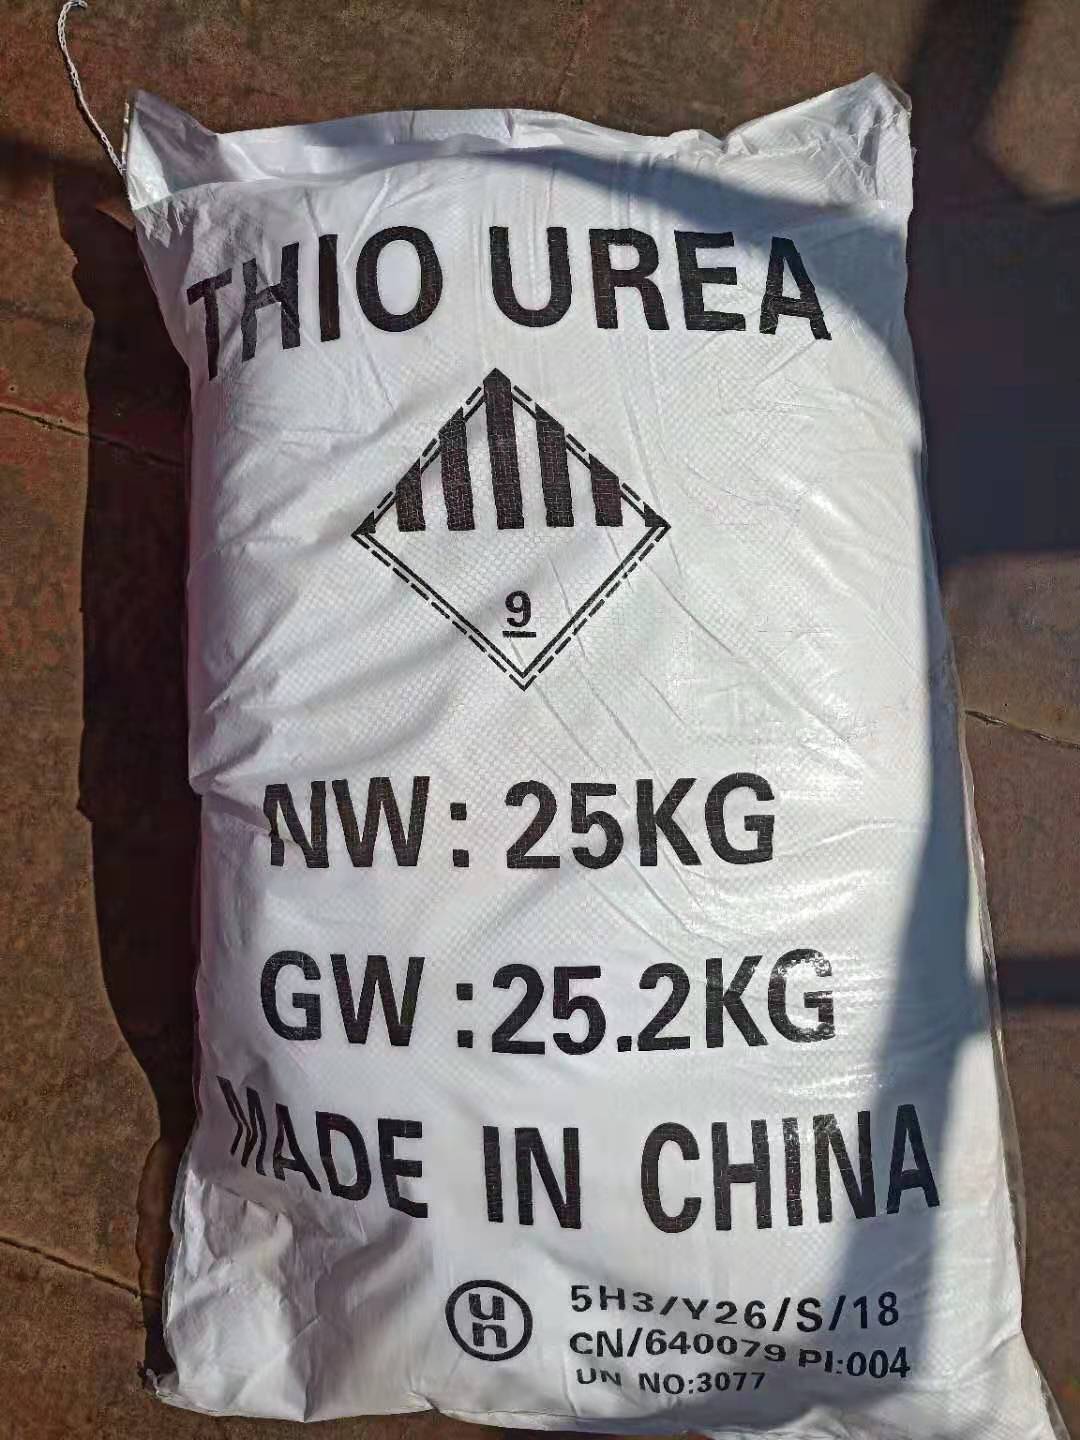 THIO UREA
9
NW: 25KG
GW:25.2KG
MADE IN CHINA
un
5H3/Y26/S/18
CN/640079 PI:004
UN NO:3077